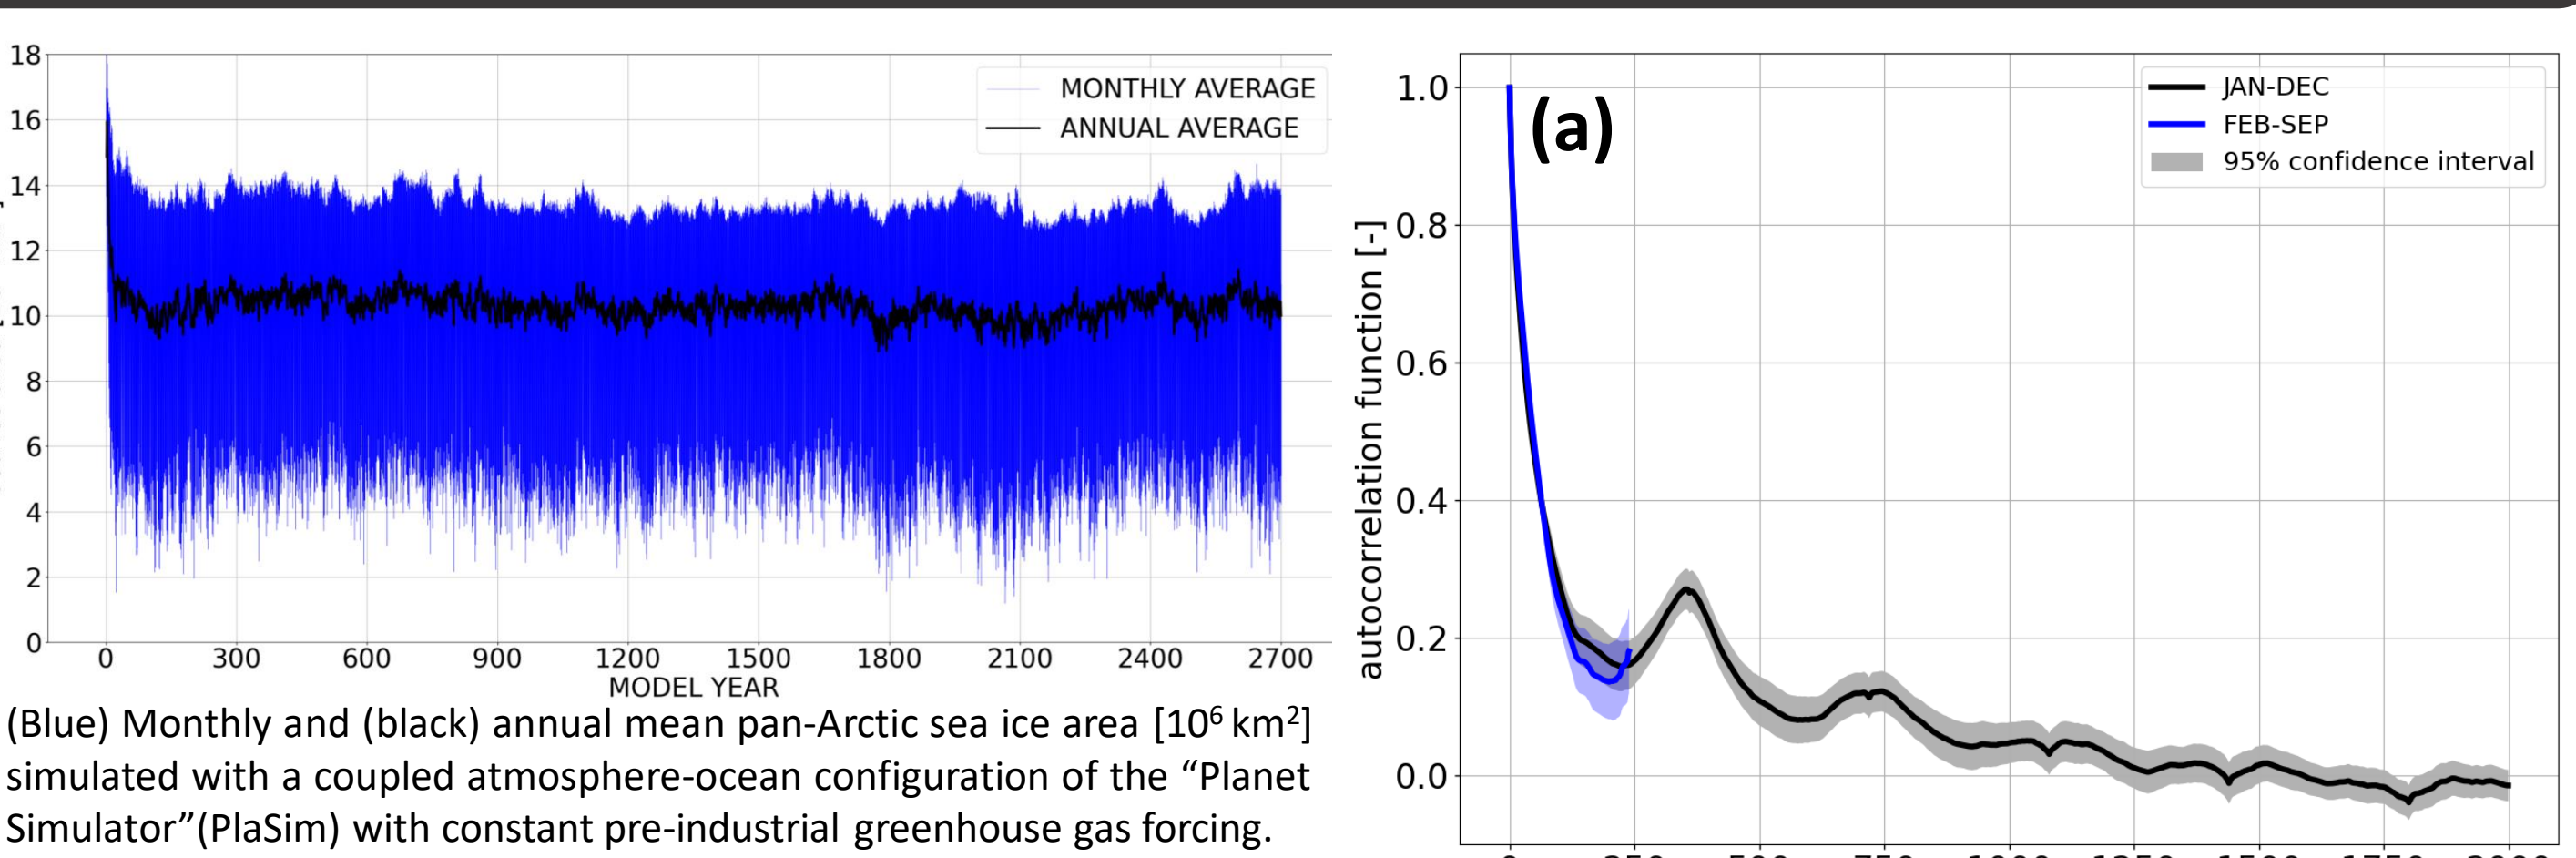 18
16
14
12
10
8
6
4
2
0
MONTHLY AVERAGE
ANNUAL AVERAGE
0 300 600 900 1200 1500 1800 2100 2400 2700
MODEL YEAR
(Blue) Monthly and (black) annual mean pan-Arctic sea ice area [10⁶ km²]
simulated with a coupled atmosphere-ocean configuration of the “Planet
Simulator”(PlaSim) with constant pre-industrial greenhouse gas forcing.
autocorrelation function [-]
1.0
0.8
0.6
0.4
0.2
0.0
(a)
JAN-DEC
FEB-SEP
95% confidence interval